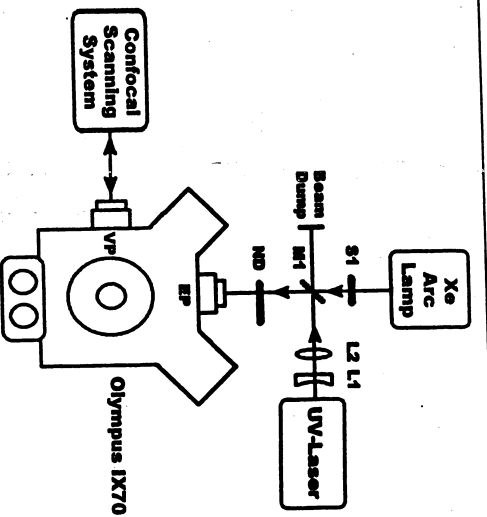 Confocal
Scanning
System
VP
EP
Olympus IX70
Beam
Dump
M1
S1
ND
Xe
Arc
Lamp
L2 L1
UV-Laser